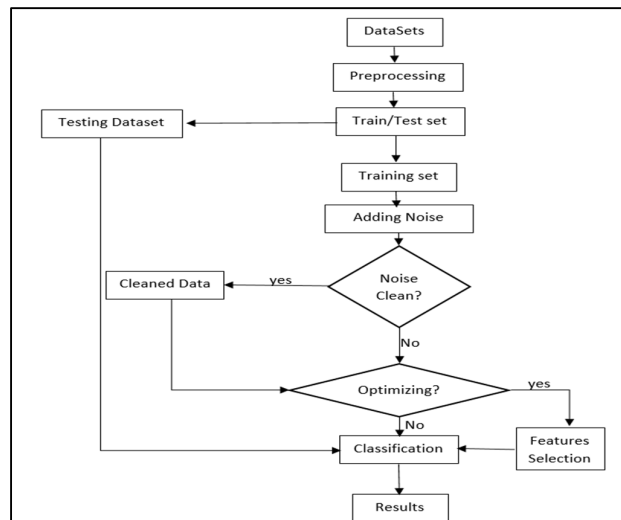 DataSets
Preprocessing
Testing Dataset
Train/Test set
Training set
Adding Noise
Cleaned Data
yes
Noise
Clean?
No
Optimizing?
yes
No
Classification
Features
Selection
Results